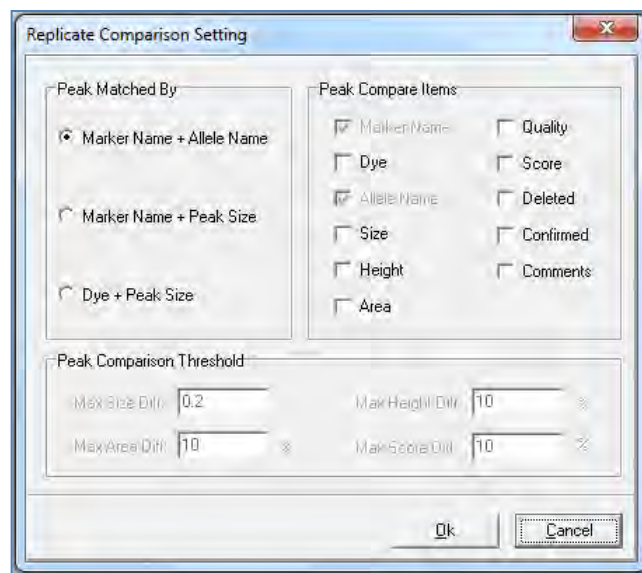 Replicate Comparison Setting
Peak Matched By
Marker Name + Allele Name
Marker Name + Peak Size
Dye + Peak Size
Peak Compare Items
Marker Name
Dye
Allele Name
Size
Height
Area
Quality
Score
Deleted
Confirmed
Comments
Peak Comparison Threshold
Max Size Diff: 0.2
Max Height Diff: 10 %
Max Area Diff: 10 %
Max Score Diff: 10 %
Ok Cancel